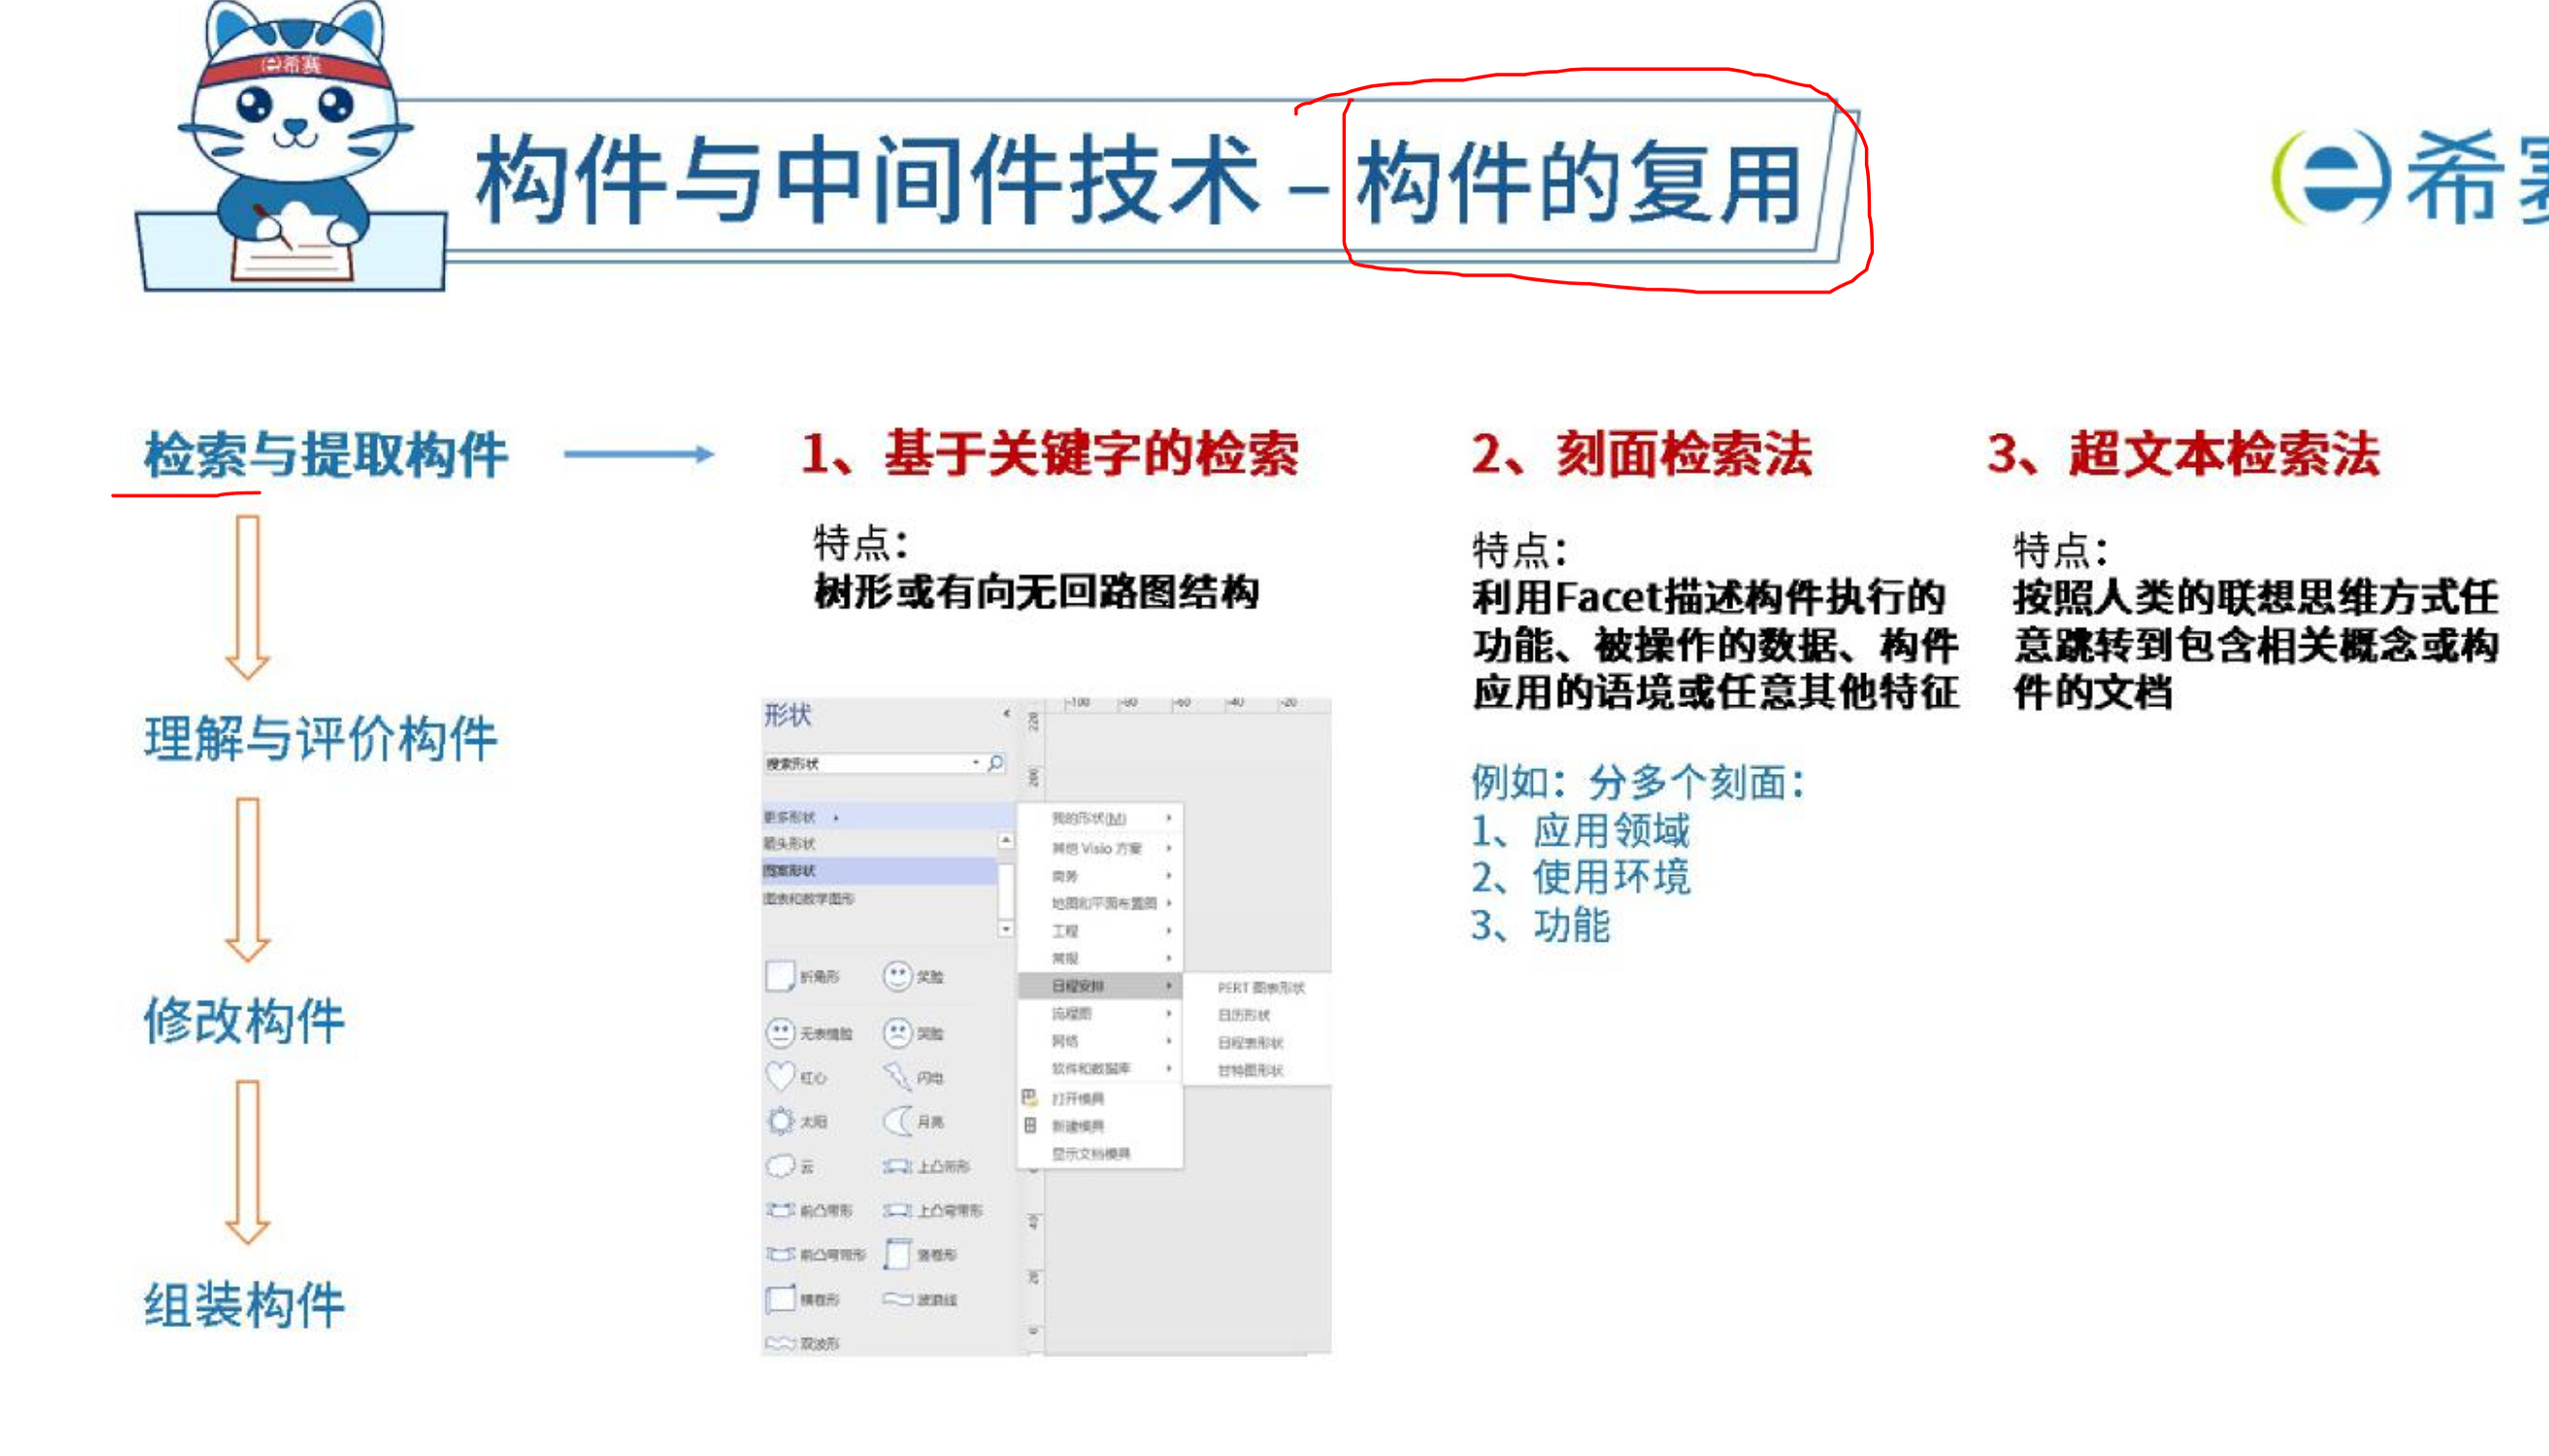 希赛
构件与中间件技术 – 构件的复用
希赛
检索与提取构件
理解与评价构件
修改构件
组装构件
1、基于关键字的检索
特点：
树形或有向无回路图结构
形状
搜索形状
更多形状
箭头形状
图案形状
图表和数学图形
折角形 笑脸
无表情脸 哭脸
红心 闪电
太阳 月亮
云 上凸带形
前凸带形 上凸弯带形
前凸弯带形 竖卷形
横卷形 波浪线
双波形
-100 -80 -60 -40 -20
220
200
我的形状(M)
其他 Visio 方案
商务
地图和平面布置图
工程
常规
日程安排
流程图
网络
软件和数据库
打开模具
新建模具
显示文档模具
PERT 图表形状
日历形状
日程表形状
甘特图形状
40
20
0
2、刻面检索法
特点：
利用Facet描述构件执行的
功能、被操作的数据、构件
应用的语境或任意其他特征
例如：分多个刻面：
1、应用领域
2、使用环境
3、功能
3、超文本检索法
特点：
按照人类的联想思维方式任
意跳转到包含相关概念或构
件的文档